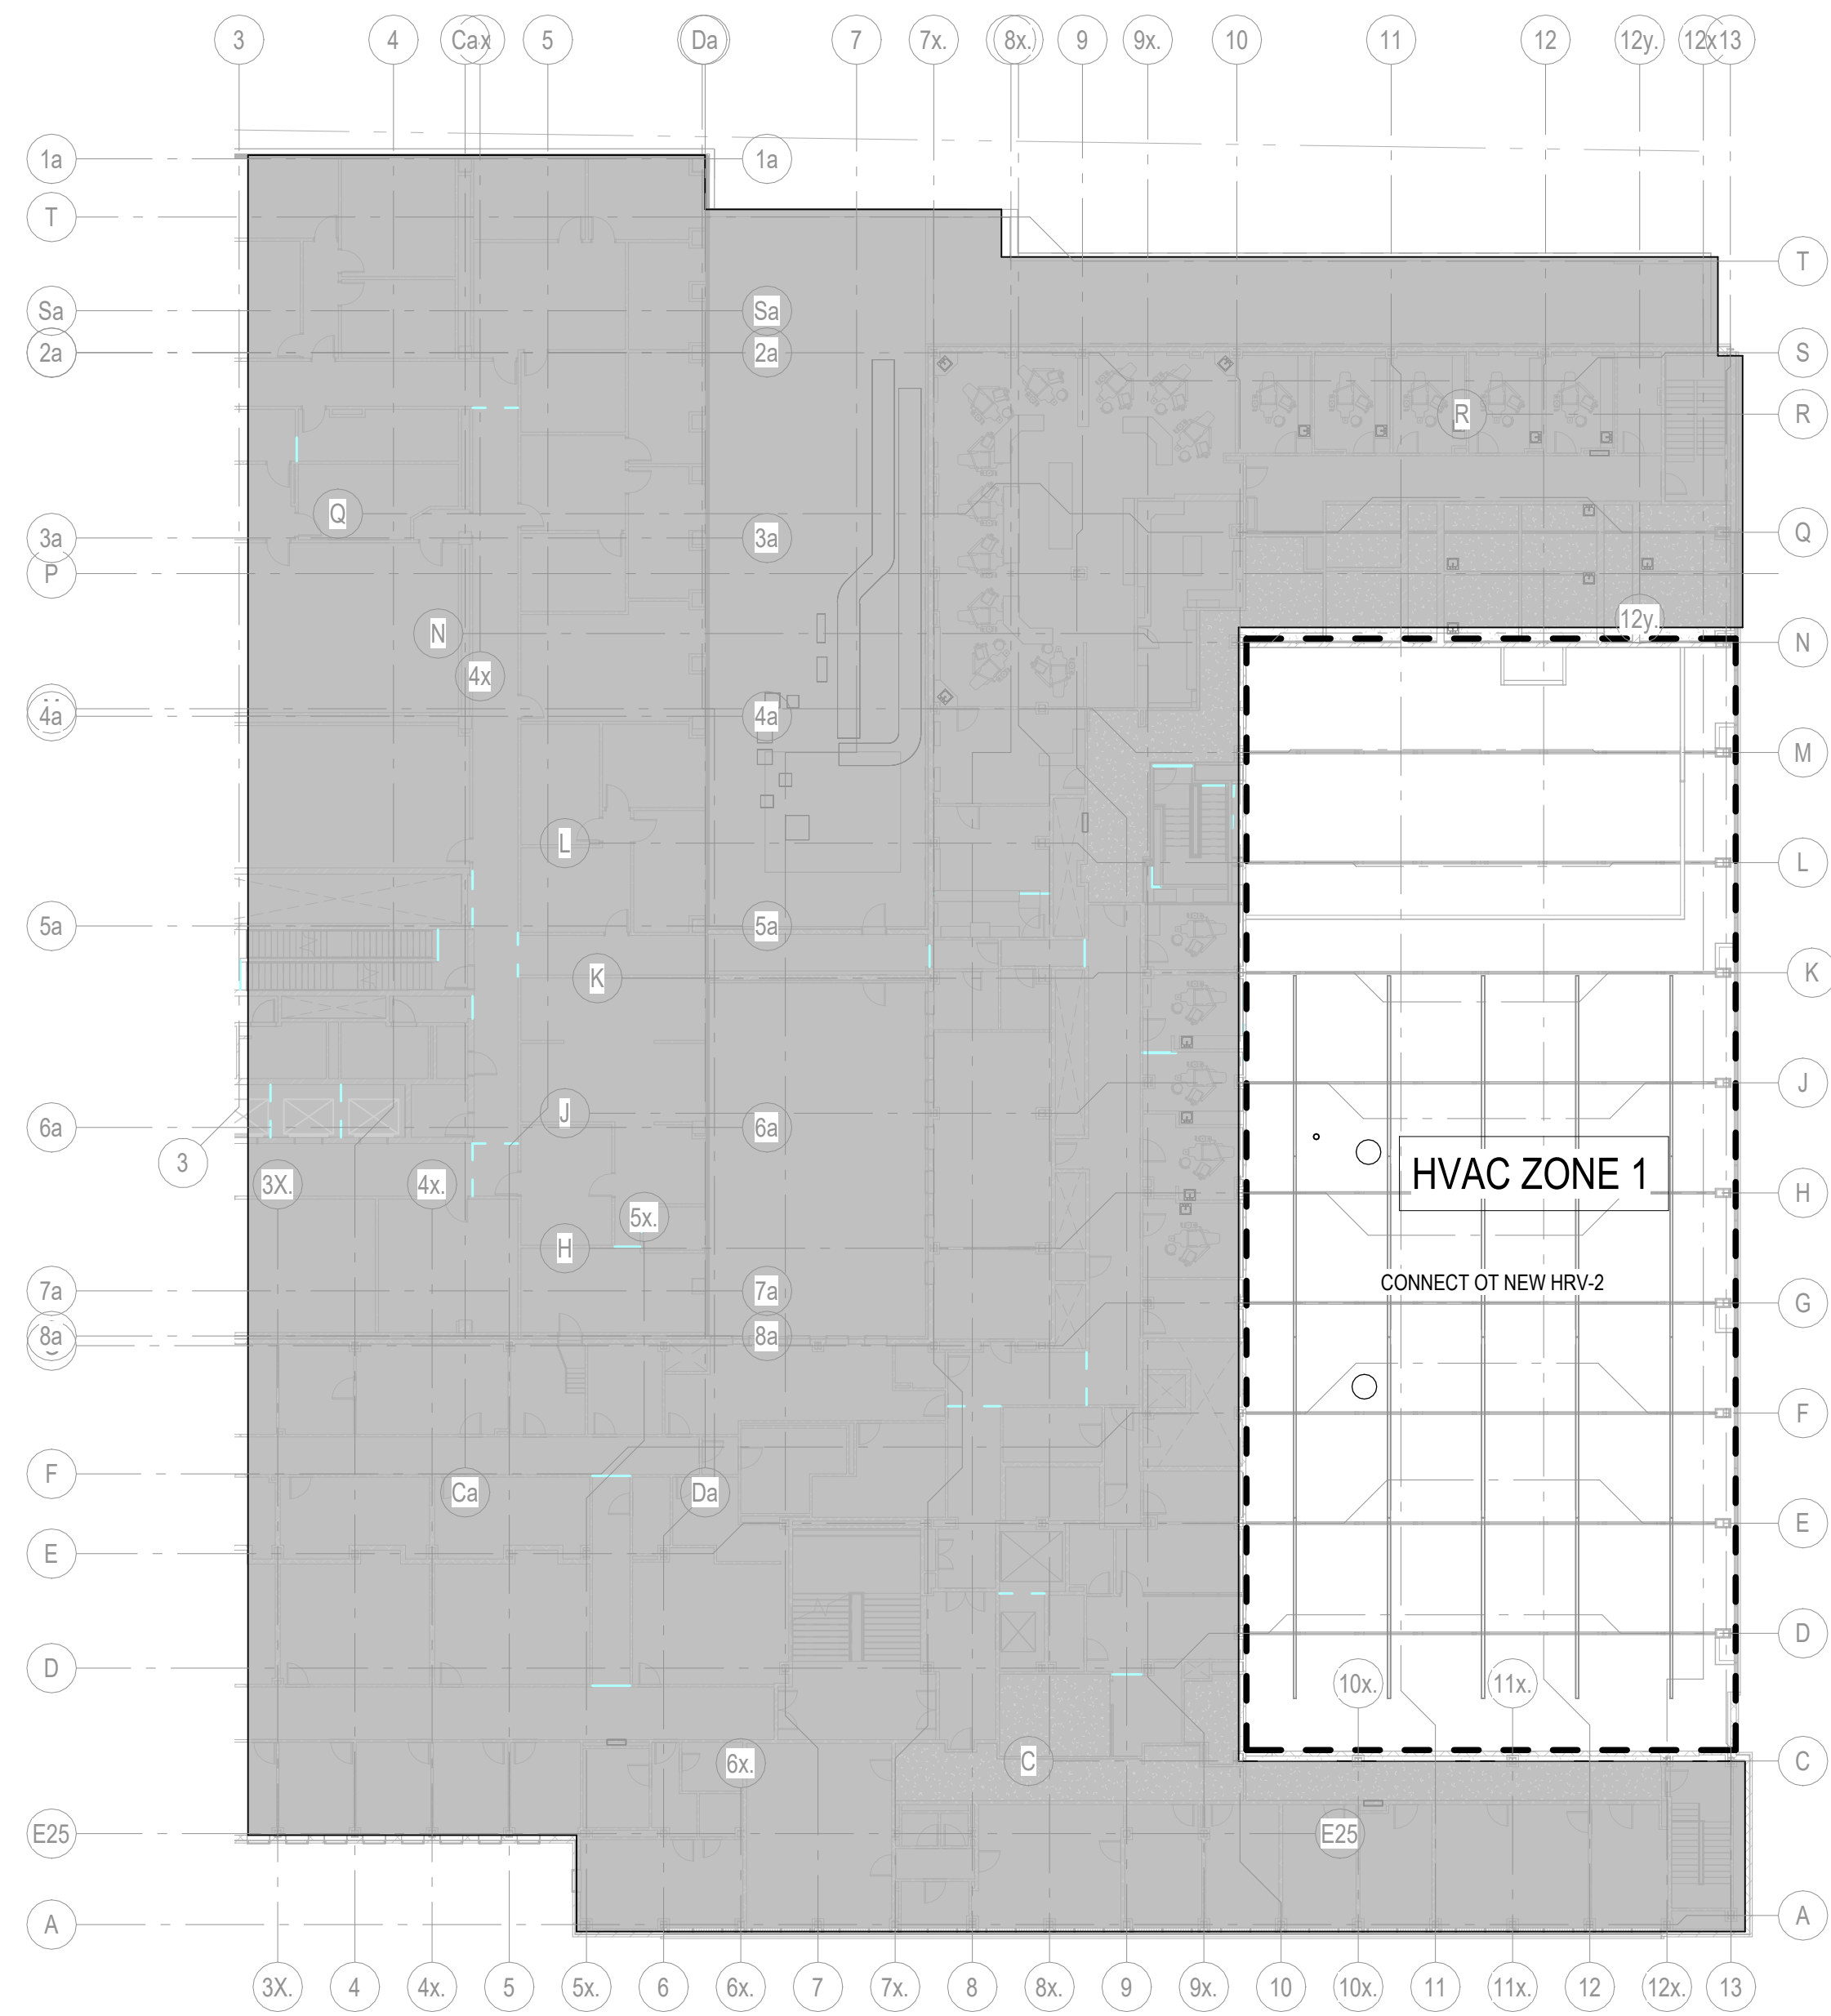 3 4 Ca x 5 Da 7 7x. 8x. 9 9x. 10 11 12 12y. 12x 13
1a 1a
T
T
Sa Sa
2a 2a S
R R
Q
3a 3a Q
P
12y.
N N
4x
4a 4a
M
L L
5a 5a
K K
J
J 6a 6a
3
HVAC ZONE 1
3X. 4x. H
5x.
H
CONNECT OT NEW HRV-2
7a 7a G
8a 8a
F
F
Ca Da
E
E
D
D
10x. 11x.
6x. C C
E25 E25
A A
3X. 4 4x. 5 5x. 6 6x. 7 7x. 8 8x. 9 9x. 10 10x. 11 11x. 12 12x. 13